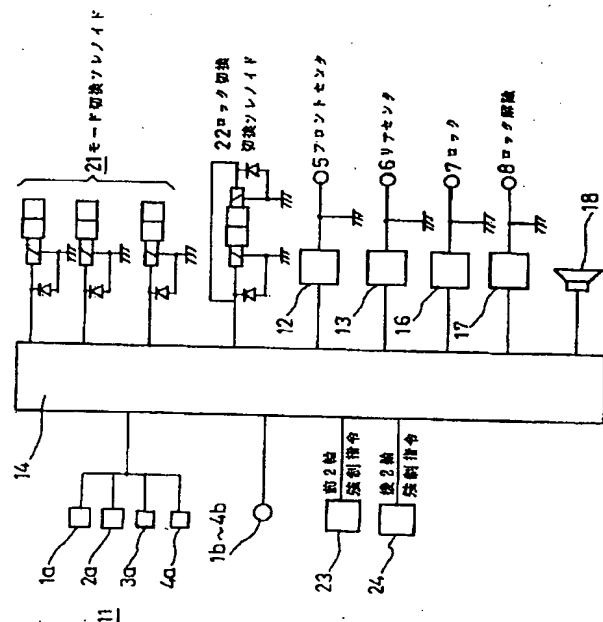 21モード切換ソレノイド
22ロック切換
切換ソレノイド
5フロントセンタ
6リアセンタ
7ロック
8ロック解除
12
13
16
17
18
14
1a
2a
3a
4a
11
1b~4b
前2輪
強制指令
23
後2輪
強制指令
24